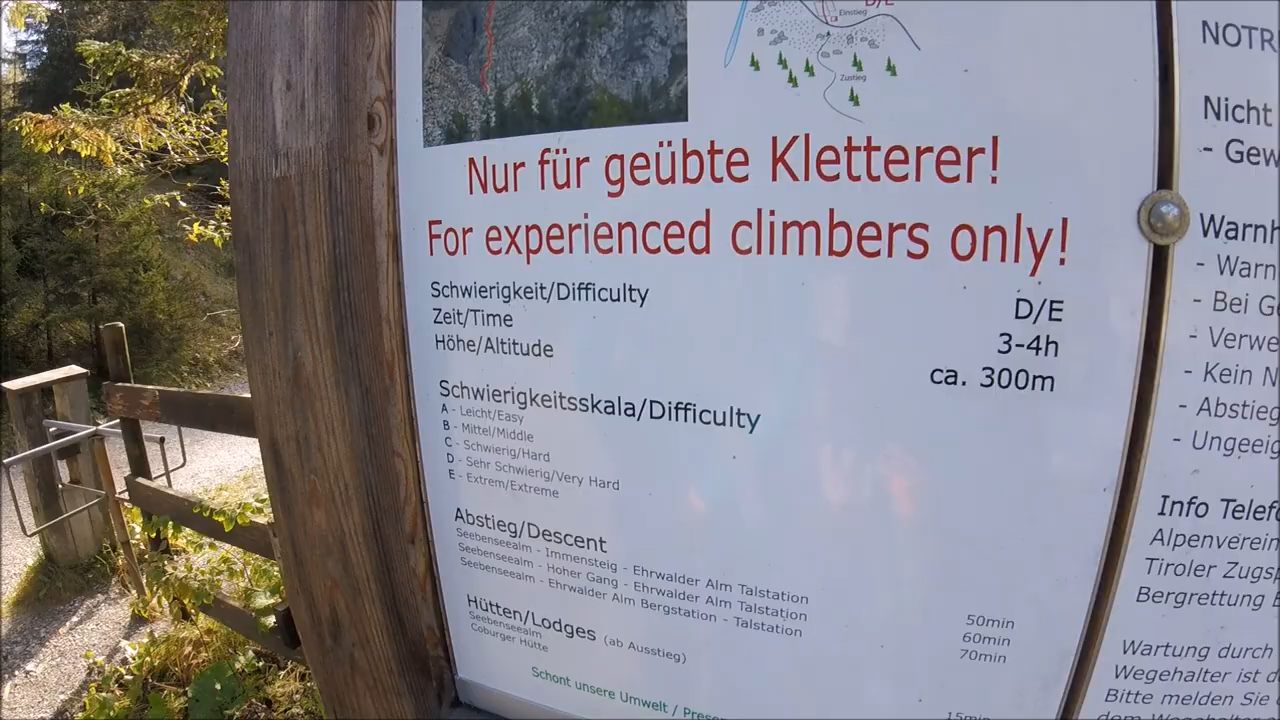 D/E
Einstieg
Zustieg
Nur für geübte Kletterer!
For experienced climbers only!
Schwierigkeit/Difficulty D/E
Zeit/Time 3-4h
Höhe/Altitude ca. 300m
Schwierigkeitsskala/Difficulty
A - Leicht/Easy
B - Mittel/Middle
C - Schwierig/Hard
D - Sehr Schwierig/Very Hard
E - Extrem/Extreme
Abstieg/Descent
Seebenseealm - Immensteig - Ehrwalder Alm Talstation 50min
Seebenseealm - Hoher Gang - Ehrwalder Alm Talstation 60min
Seebenseealm - Ehrwalder Alm Bergstation - Talstation 70min
Hütten/Lodges (ab Ausstieg)
Seebenseealm 15min
Coburger Hütte
Schont unsere Umwelt /
NOTR
Nicht
- Gew
Warnh
- Warn
- Bei G
- Verwe
- Kein N
- Abstieg
- Ungeeig
Info Telef
Alpenverein
Tiroler Zugsp
Bergrettung
Wartung durch
Wegehalter ist d
Bitte melden Sie